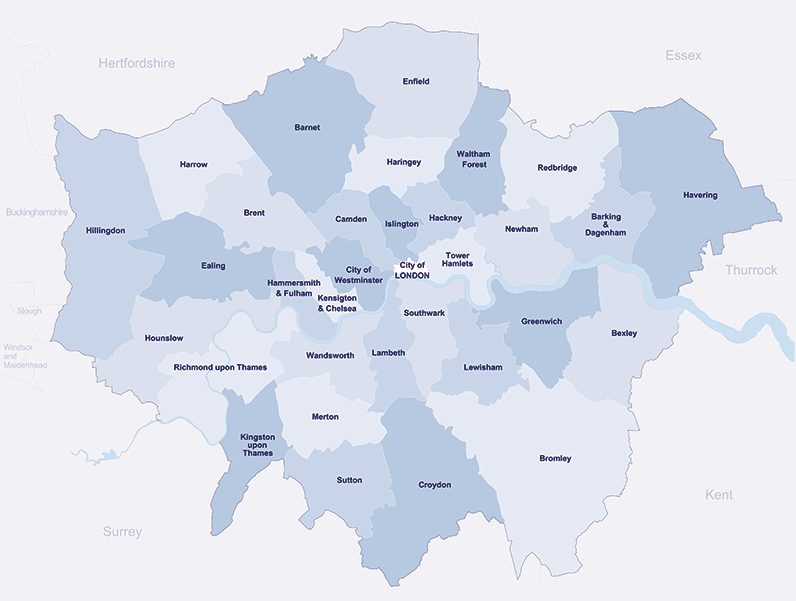 Hertfordshire
Essex
Enfield
Barnet
Waltham
Forest
Haringey
Harrow
Redbridge
Havering
Brent
Buckinghamshire
Hillingdon
Camden
Islington
Hackney
Newham
Barking
&
Dagenham
Ealing
City of
Westminster
City of
LONDON
Tower
Hamlets
Thurrock
Hammersmith
& Fulham
Kensigton
& Chelsea
Slough
Southwark
Greenwich
Hounslow
Bexley
Windsor
and
Maidenhead
Richmond upon Thames
Wandsworth
Lambeth
Lewisham
Merton
Kingston
upon
Thames
Bromley
Sutton
Croydon
Kent
Surrey